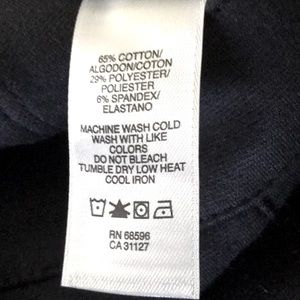 65% COTTON/
ALGODON/COTON
29% POLYESTER/
POLIESTER
6% SPANDEX/
ELASTANO
MACHINE WASH COLD
WASH WITH LIKE
COLORS
DO NOT BLEACH
TUMBLE DRY LOW HEAT
COOL IRON
RN 68596
CA 31127